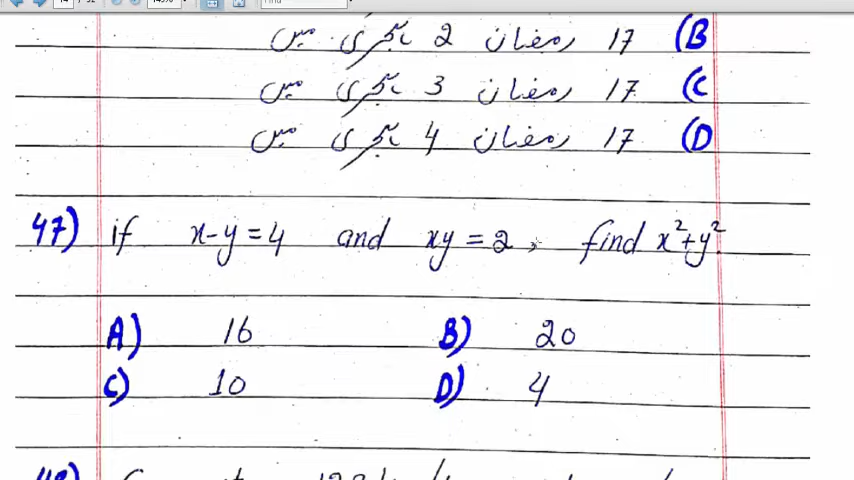 B) 17 رمضان 2 ہجری میں
C) 17 رمضان 3 ہجری میں
D) 17 رمضان 4 ہجری میں
47) if x-y=4 and xy=2, find x²+y².
A) 16 B) 20
C) 10 D) 4
48)